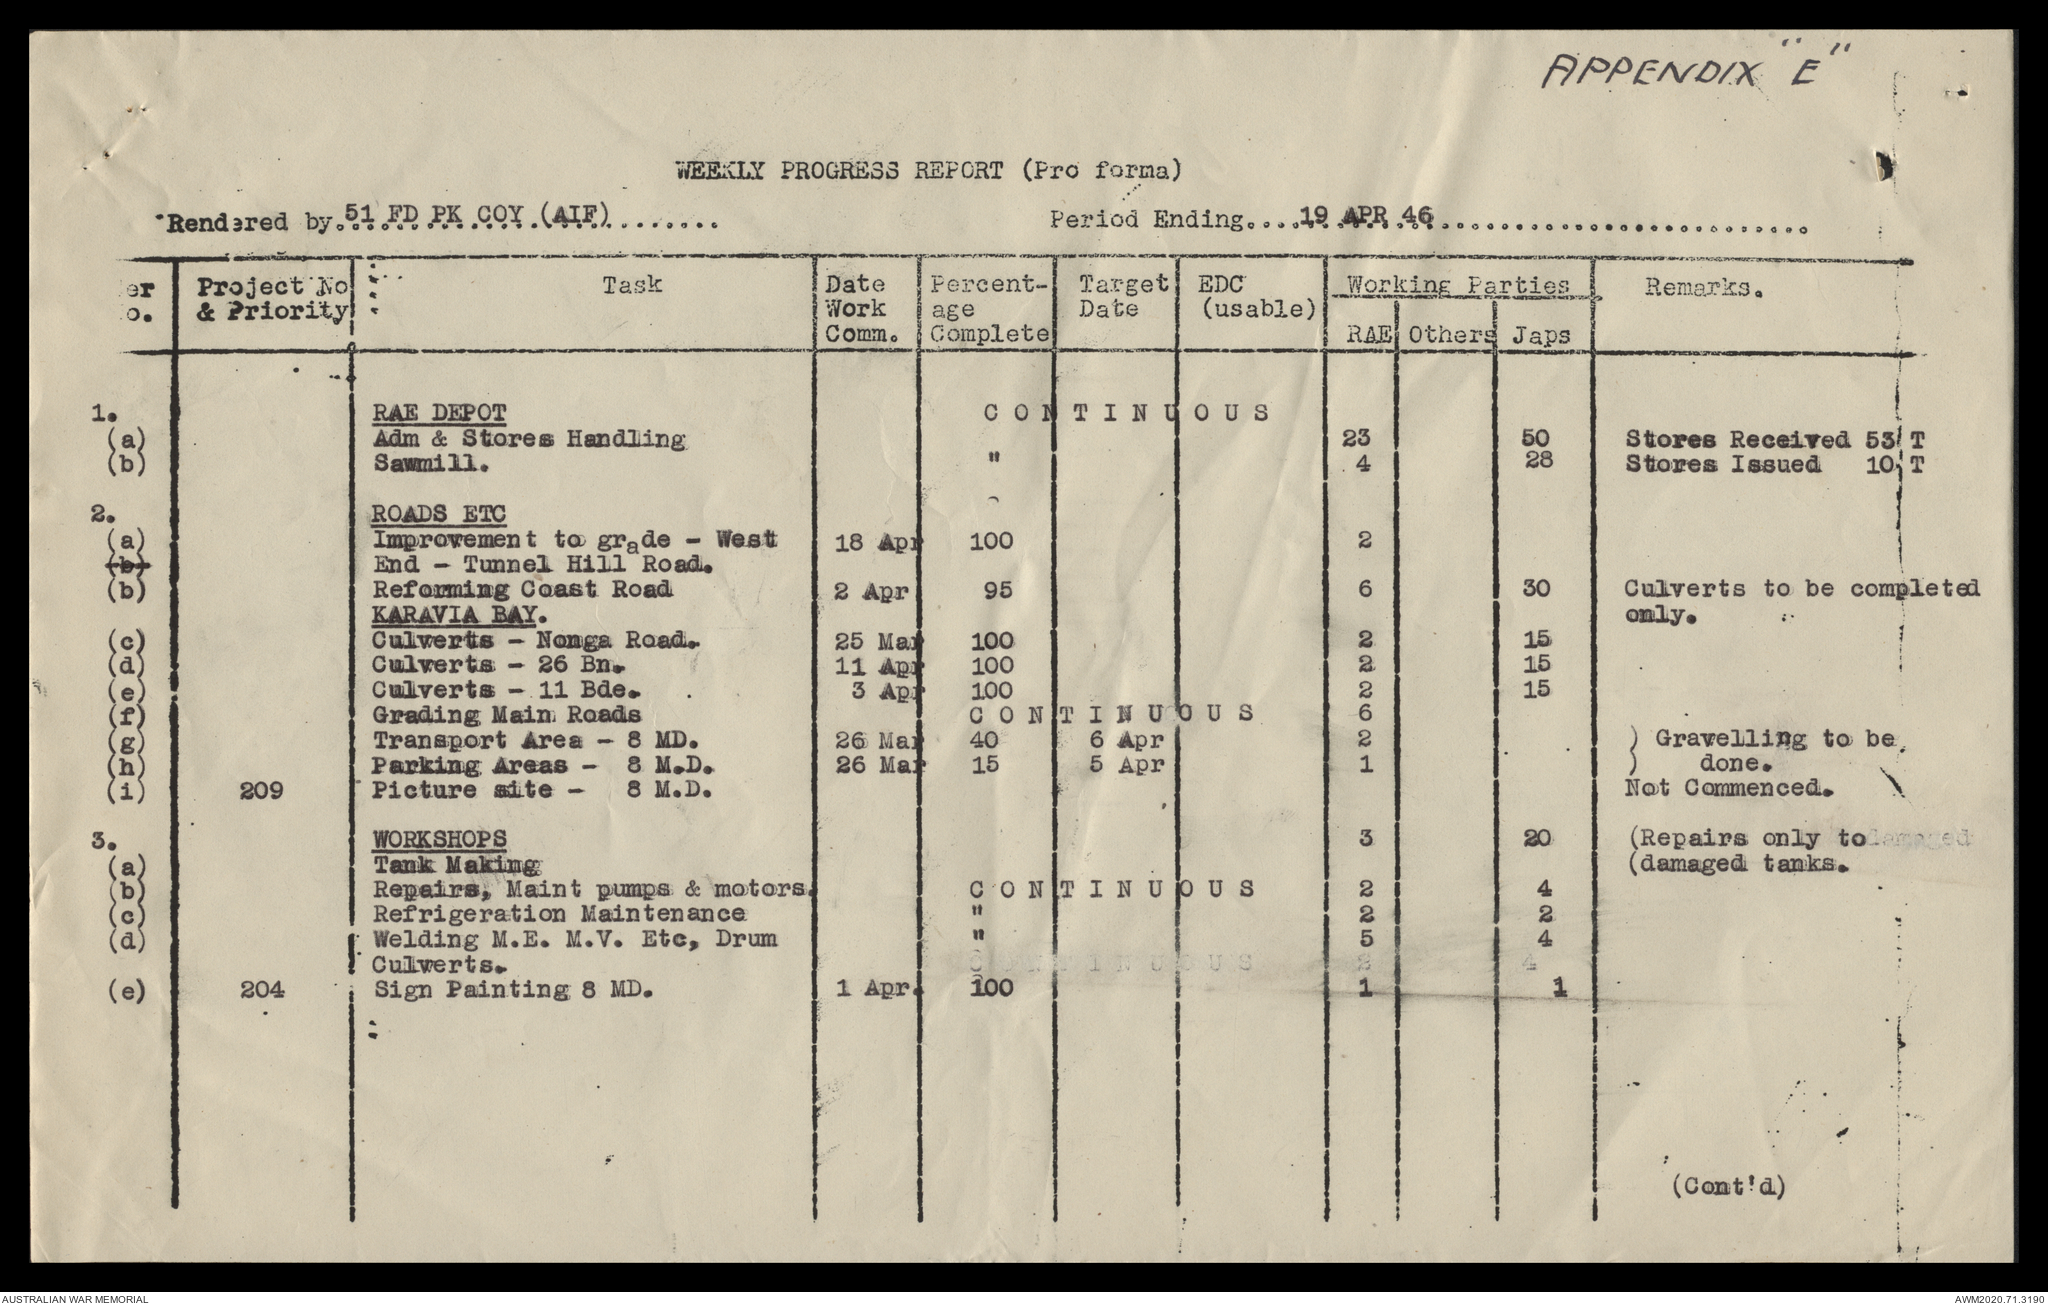 APPENDIX "E"
WEEKLY PROGRESS REPORT (Pro forma)
Rendered by. 51 FD PK COY (AIF)........ Period Ending....19 APR 46..........................
er Project No Task Date Percent- Target EDC Working Parties Remarks.
o. & Priority Work age Date (usable)
Comm. Complete RAE Others Japs
1. RAE DEPOT C O N T I N U O U S
(a) Adm & Stores Handling 23 50 Stores Received 53 T
(b) Sawmill. " 4 28 Stores Issued 10 T
2. ROADS ETC
(a) Improvement to grade - West 18 Apr 100 2
(b) End - Tunnel Hill Road.
(b) Reforming Coast Road 2 Apr 95 6 30 Culverts to be completed
KARAVIA BAY. only.
(c) Culverts - Nonga Road. 25 Mar 100 2 15
(d) Culverts - 26 Bn. 11 Apr 100 2 15
(e) Culverts - 11 Bde. 3 Apr 100 2 15
(f) Grading Main Roads C O N T I N U O U S 6
(g) Transport Area - 8 MD. 26 Mar 40 6 Apr 2 ) Gravelling to be
(h) Parking Areas - 8 M.D. 26 Mar 15 5 Apr 1 ) done.
(i) 209 Picture site - 8 M.D. Not Commenced.
3. WORKSHOPS 3 20 (Repairs only to damaged
(a) Tank Making (damaged tanks.
(b) Repairs, Maint pumps & motors. C O N T I N U O U S 2 4
(c) Refrigeration Maintenance " 2 2
(d) Welding M.E. M.V. Etc, Drum " 5 4
Culverts. C O N T I N U O U S 2 4
(e) 204 Sign Painting 8 MD. 1 Apr. 100 1 1
(Cont'd)
AUSTRALIAN WAR MEMORIAL AWM2020.71.3190